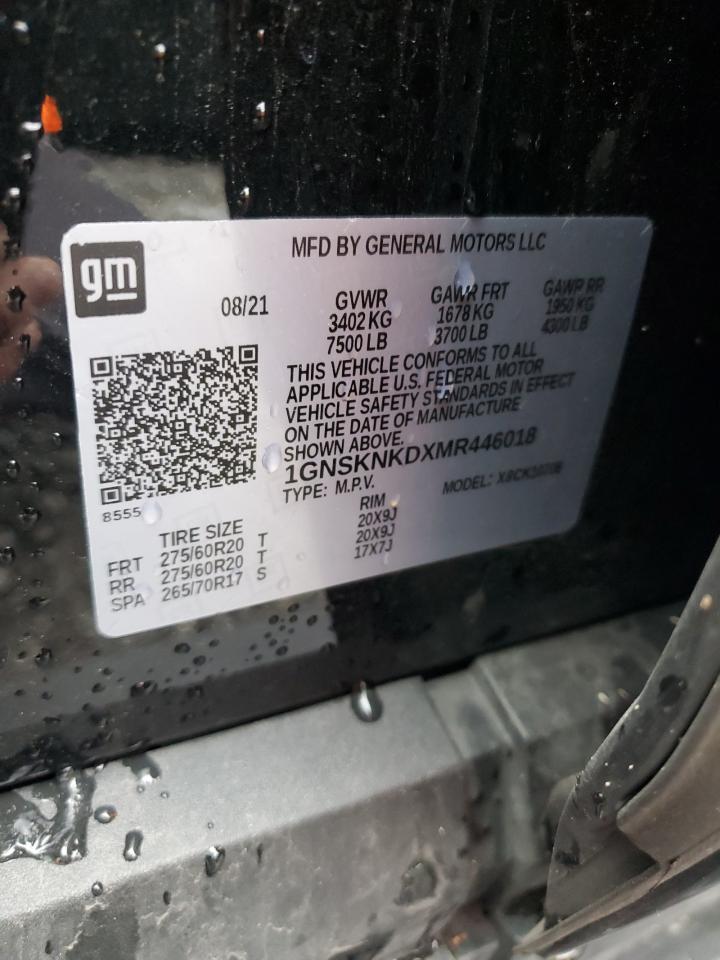 gm
MFD BY GENERAL MOTORS LLC
08/21
GVWR GAWR FRT GAWR RR
3402 KG 1678 KG 1950 KG
7500 LB 3700 LB 4300 LB
THIS VEHICLE CONFORMS TO ALL
APPLICABLE U.S. FEDERAL MOTOR
VEHICLE SAFETY STANDARDS IN EFFECT
ON THE DATE OF MANUFACTURE
SHOWN ABOVE.
1GNSKNKDXMR446018
TYPE: M.P.V. MODEL:
8555
TIRE SIZE RIM
FRT 275/60R20 T 20X9J
RR 275/60R20 T 20X9J
SPA 265/70R17 S 17X7J